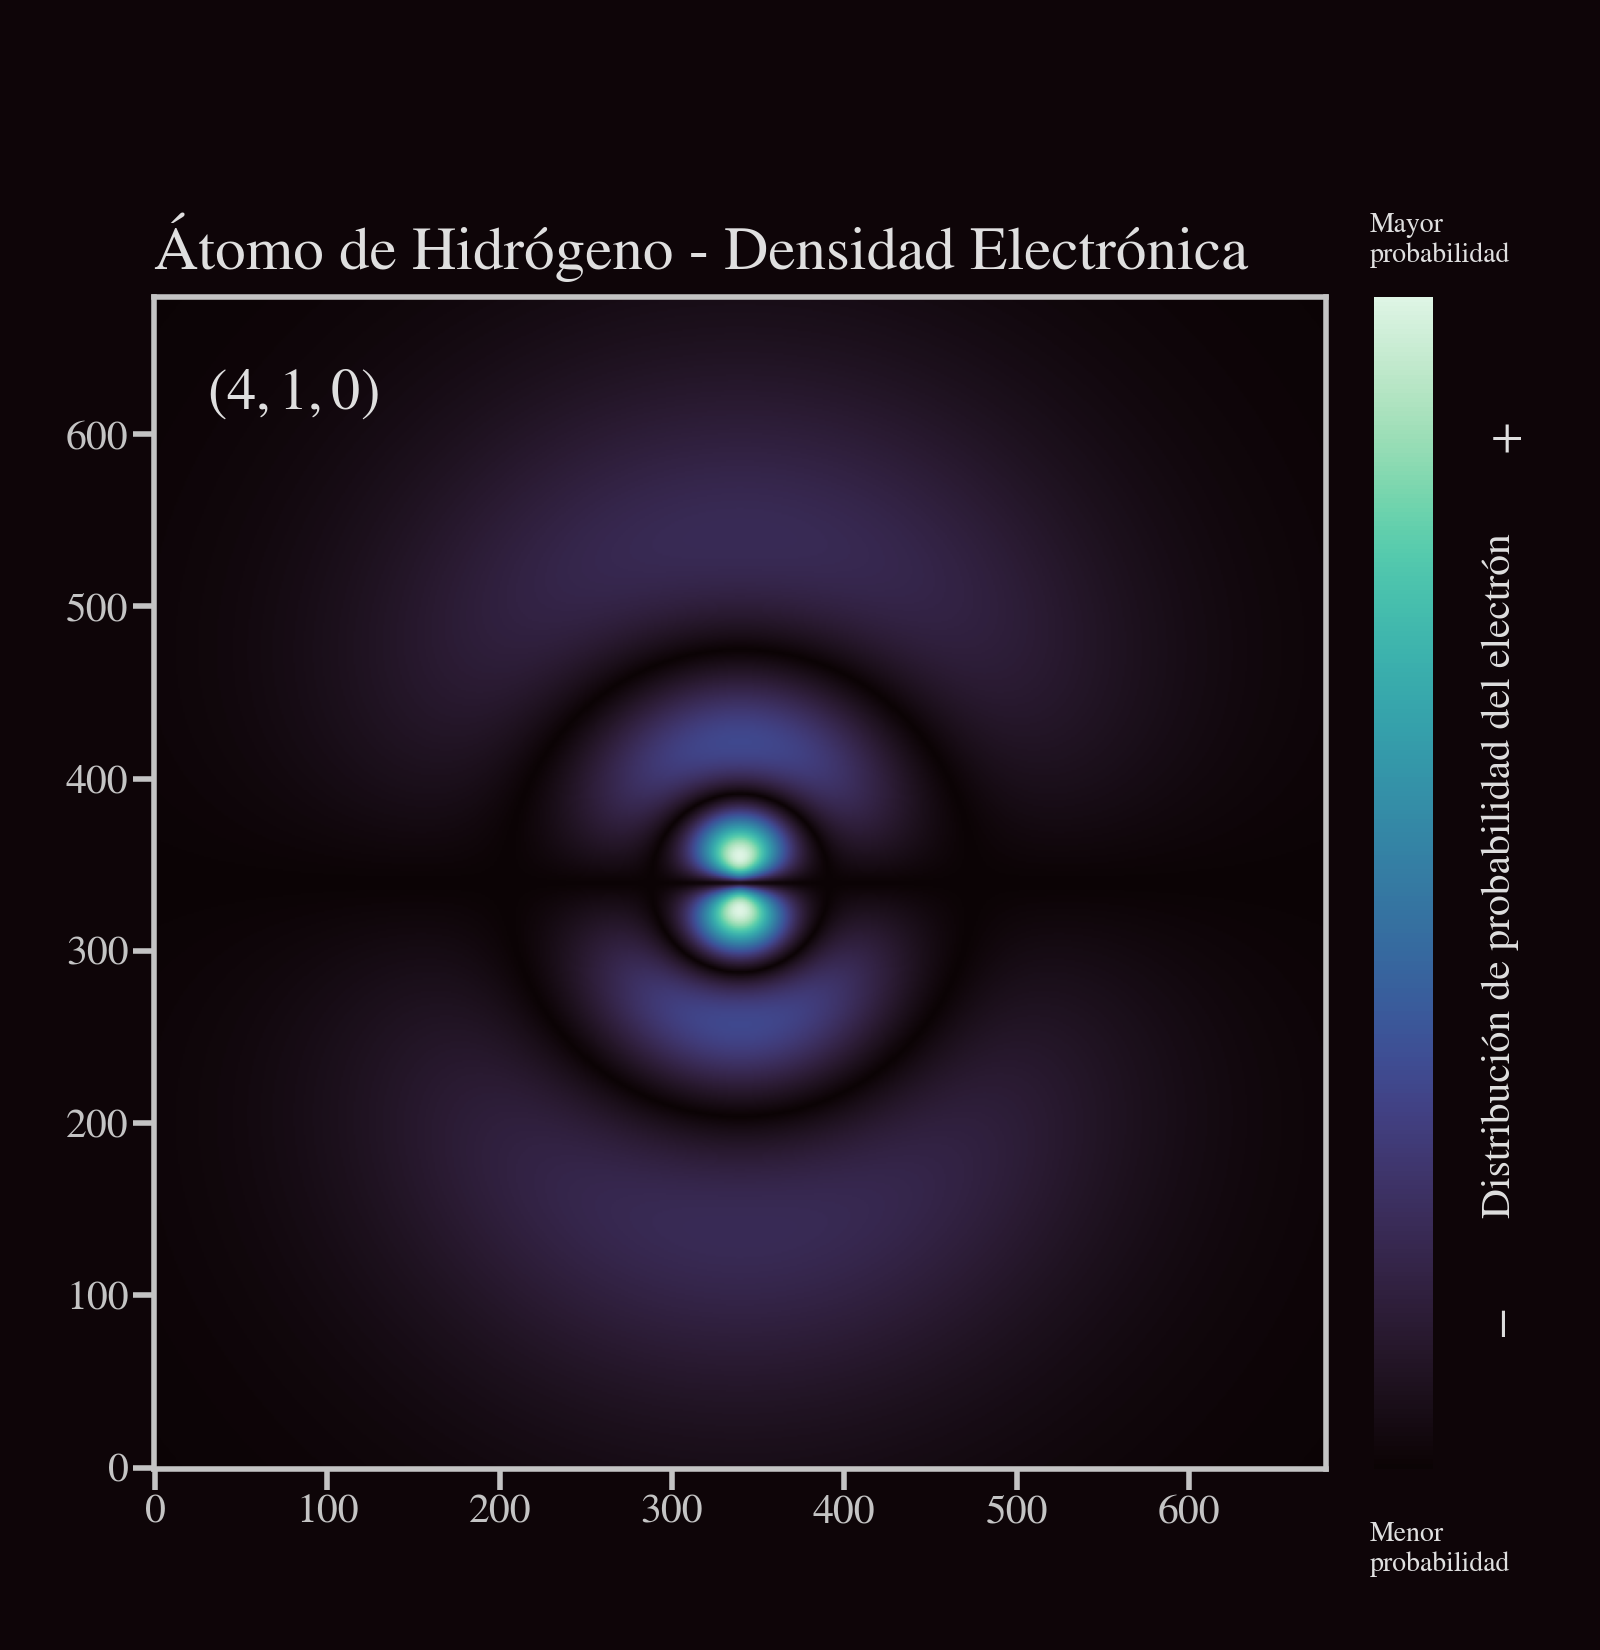 Átomo de Hidrógeno - Densidad Electrónica
Mayor
probabilidad
(4, 1, 0)
600
500
400
300
200
100
0
0 100 200 300 400 500 600
− Distribución de probabilidad del electrón +
Menor
probabilidad